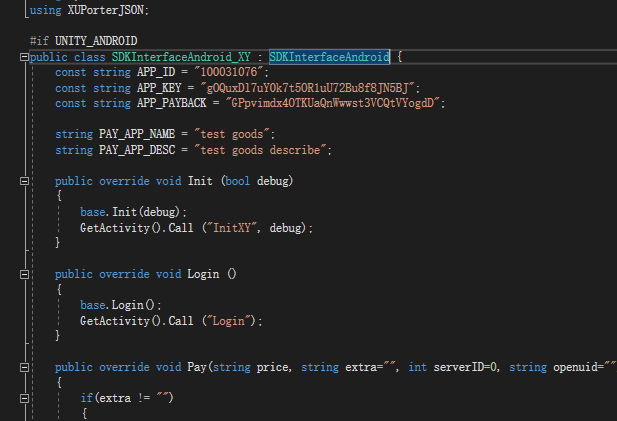 using XUPorterJSON;
#if UNITY_ANDROID
public class SDKInterfaceAndroid_XY : SDKInterfaceAndroid {
const string APP_ID = "100031076";
const string APP_KEY = "gOQuxDl7uYOk7t5OR1uU72Bu8f8JN5BJ";
const string APP_PAYBACK = "GPpvimdx4OTKUaQnWwwst3VCQtVYogdD";
string PAY_APP_NAME = "test goods";
string PAY_APP_DESC = "test goods describe";
public override void Init (bool debug)
{
base.Init(debug);
GetActivity().Call ("InitXY", debug);
}
public override void Login ()
{
base.Login();
GetActivity().Call ("Login");
}
public override void Pay(string price, string extra="", int serverID=0, string openuid=""
{
if(extra != "")
{